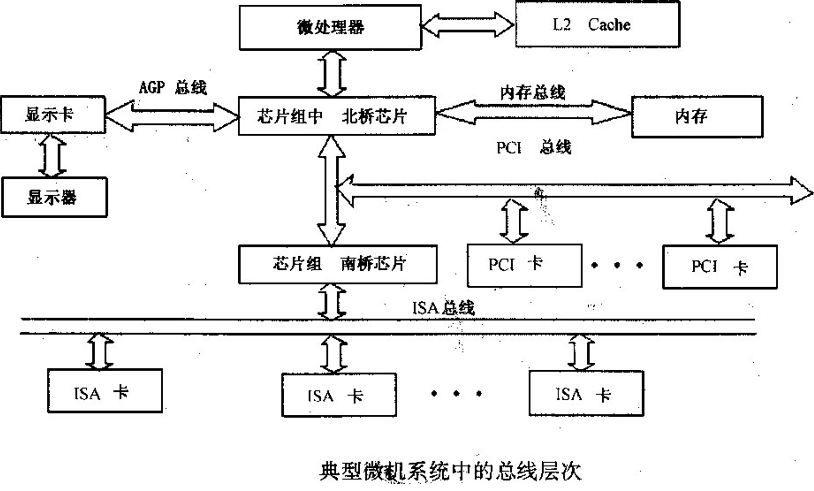 微处理器
L2 Cache
AGP 总线
内存总线
显示卡
芯片组中 北桥芯片
内存
PCI 总线
显示器
芯片组 南桥芯片
PCI 卡
PCI 卡
ISA总线
ISA 卡
ISA 卡
ISA 卡
典型微机系统中的总线层次